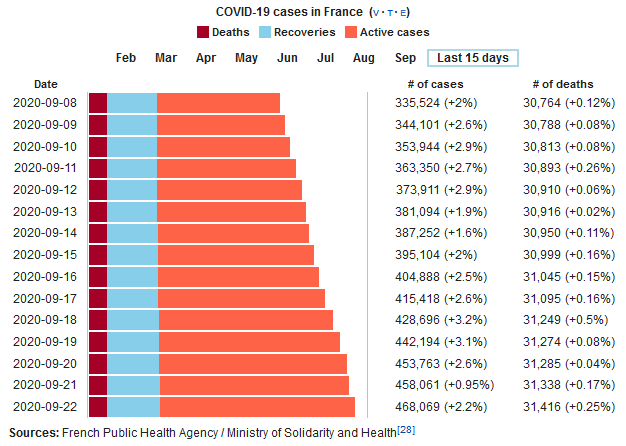 COVID-19 cases in France (V · T · E)
Deaths Recoveries Active cases
Feb Mar Apr May Jun Jul Aug Sep Last 15 days
Date # of cases # of deaths
2020-09-08 335,524 (+2%) 30,764 (+0.12%)
2020-09-09 344,101 (+2.6%) 30,788 (+0.08%)
2020-09-10 353,944 (+2.9%) 30,813 (+0.08%)
2020-09-11 363,350 (+2.7%) 30,893 (+0.26%)
2020-09-12 373,911 (+2.9%) 30,910 (+0.06%)
2020-09-13 381,094 (+1.9%) 30,916 (+0.02%)
2020-09-14 387,252 (+1.6%) 30,950 (+0.11%)
2020-09-15 395,104 (+2%) 30,999 (+0.16%)
2020-09-16 404,888 (+2.5%) 31,045 (+0.15%)
2020-09-17 415,418 (+2.6%) 31,095 (+0.16%)
2020-09-18 428,696 (+3.2%) 31,249 (+0.5%)
2020-09-19 442,194 (+3.1%) 31,274 (+0.08%)
2020-09-20 453,763 (+2.6%) 31,285 (+0.04%)
2020-09-21 458,061 (+0.95%) 31,338 (+0.17%)
2020-09-22 468,069 (+2.2%) 31,416 (+0.25%)
Sources: French Public Health Agency / Ministry of Solidarity and Health[28]